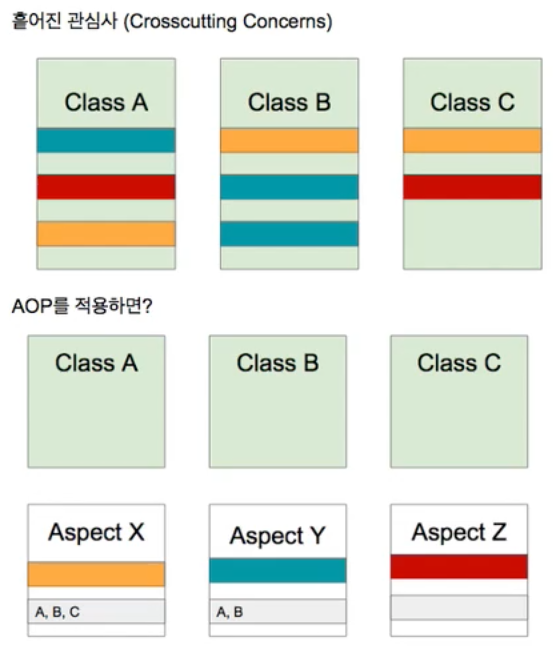 흩어진 관심사 (Crosscutting Concerns)
Class A
Class B
Class C
AOP를 적용하면?
Class A
Class B
Class C
Aspect X
Aspect Y
Aspect Z
A, B, C
A, B